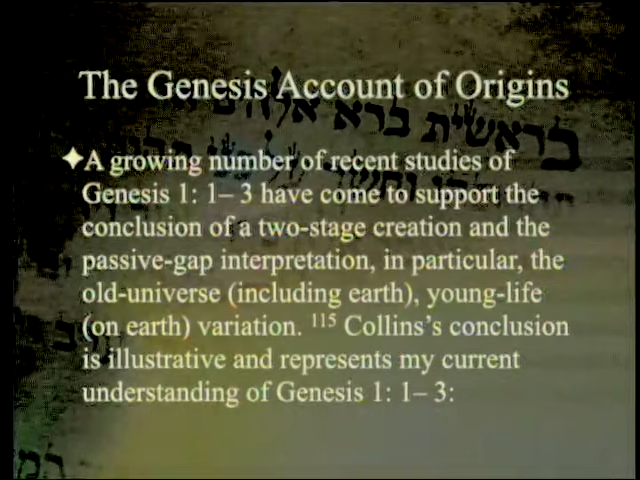 The Genesis Account of Origins
בראשית ברא אלהים
✦A growing number of recent studies of
Genesis 1: 1– 3 have come to support the
conclusion of a two-stage creation and the
passive-gap interpretation, in particular, the
old-universe (including earth), young-life
(on earth) variation. ¹¹⁵ Collins’s conclusion
is illustrative and represents my current
understanding of Genesis 1: 1– 3: